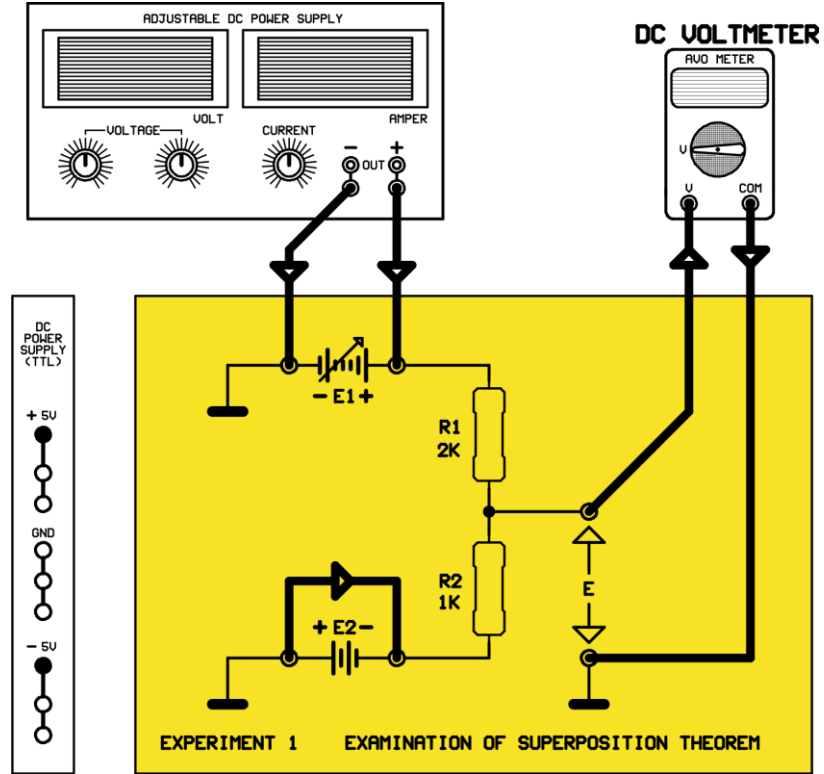 ADJUSTABLE DC POWER SUPPLY
VOLT
AMPER
VOLTAGE
CURRENT
- +
OUT
DC VOLTMETER
AVO METER
V
V COM
DC
POWER
SUPPLY
(TTL)
+ 5V
GND
- 5V
- E1 +
R1
2K
R2
1K
+ E2 -
E
EXPERIMENT 1 EXAMINATION OF SUPERPOSITION THEOREM